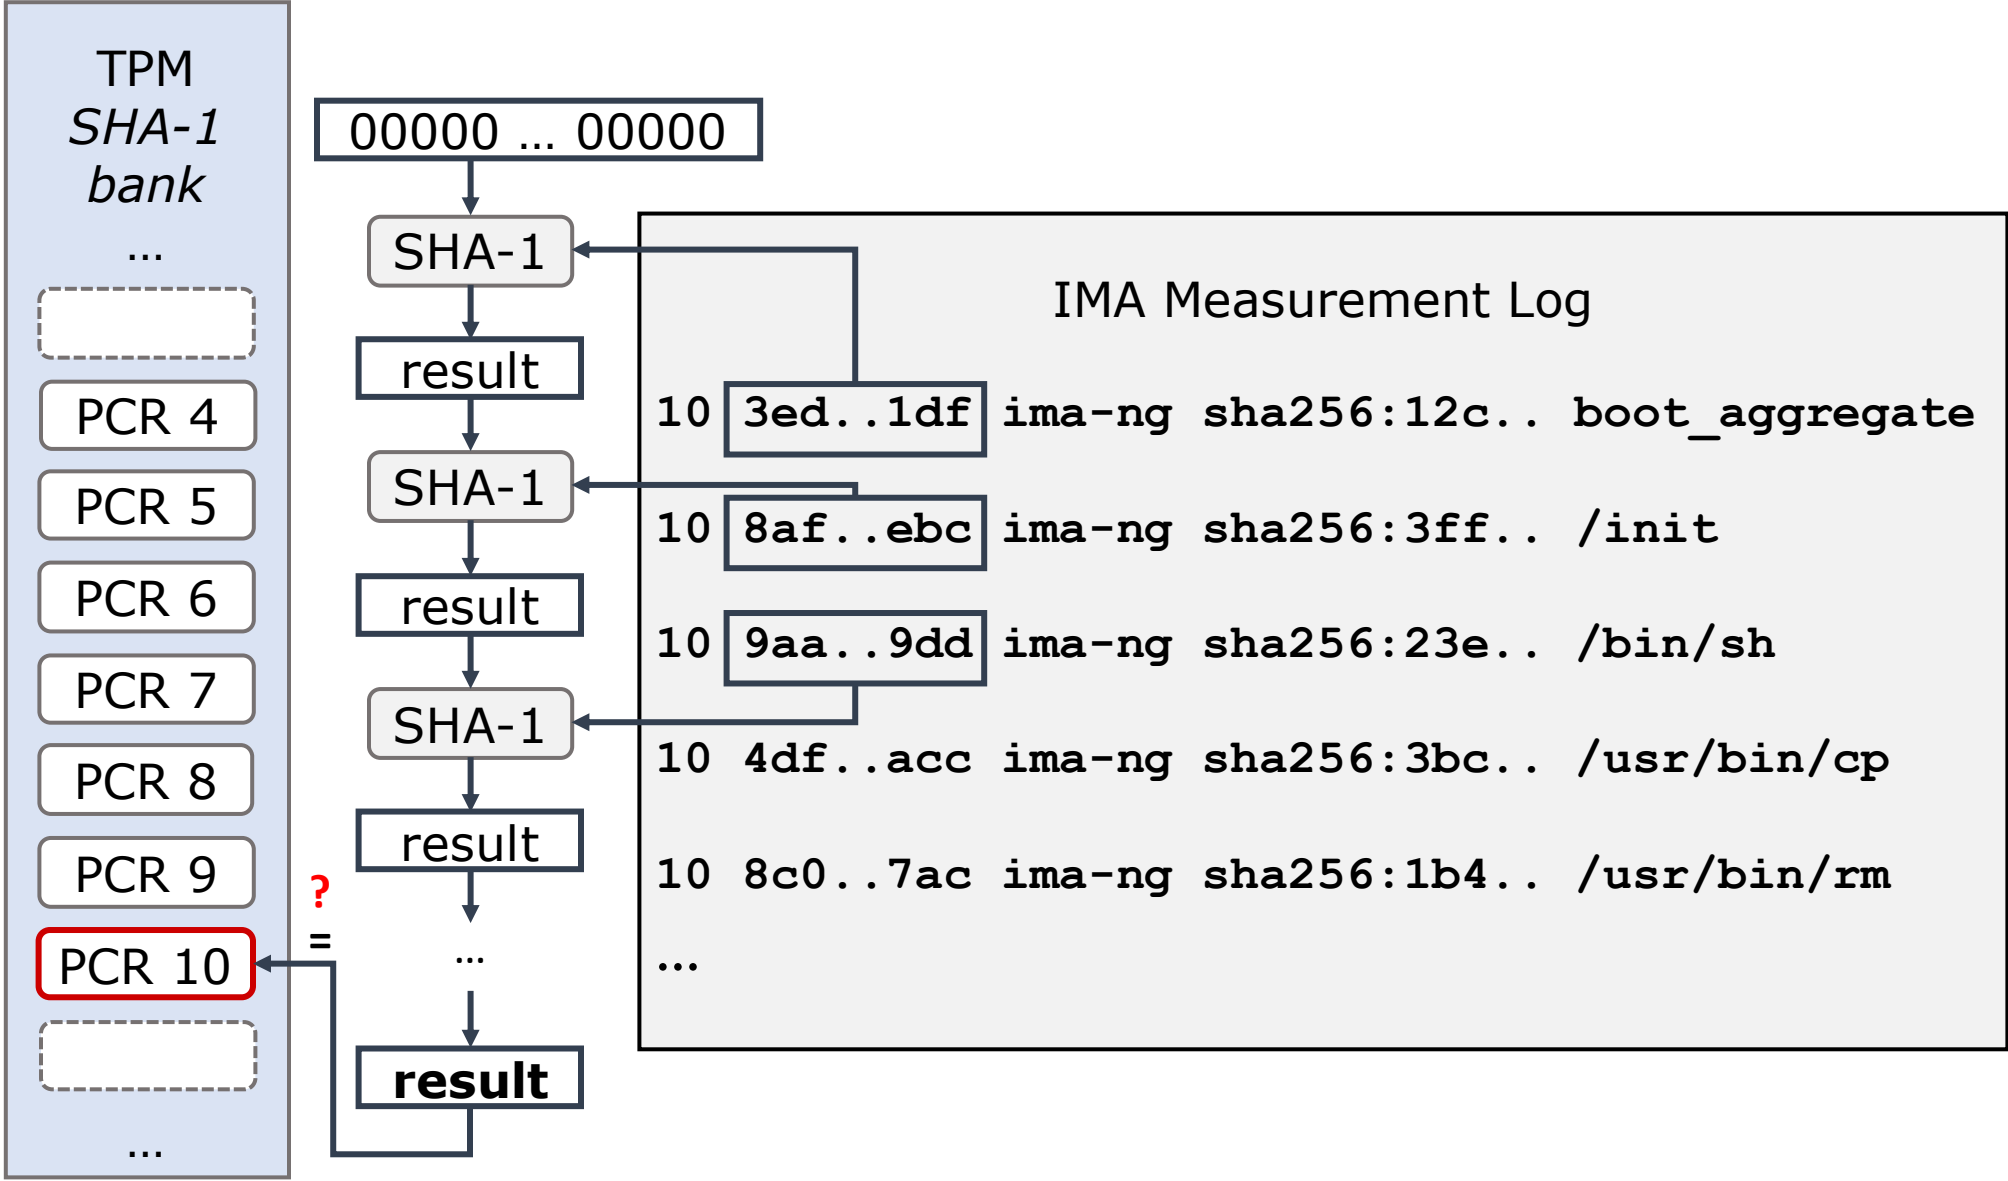 TPM
SHA-1
bank
...
PCR 4
PCR 5
PCR 6
PCR 7
PCR 8
PCR 9
PCR 10
...
?
=
00000 ... 00000
SHA-1
result
SHA-1
result
SHA-1
result
...
result
IMA Measurement Log
10 3ed..1df ima-ng sha256:12c.. boot_aggregate
10 8af..ebc ima-ng sha256:3ff.. /init
10 9aa..9dd ima-ng sha256:23e.. /bin/sh
10 4df..acc ima-ng sha256:3bc.. /usr/bin/cp
10 8c0..7ac ima-ng sha256:1b4.. /usr/bin/rm
...